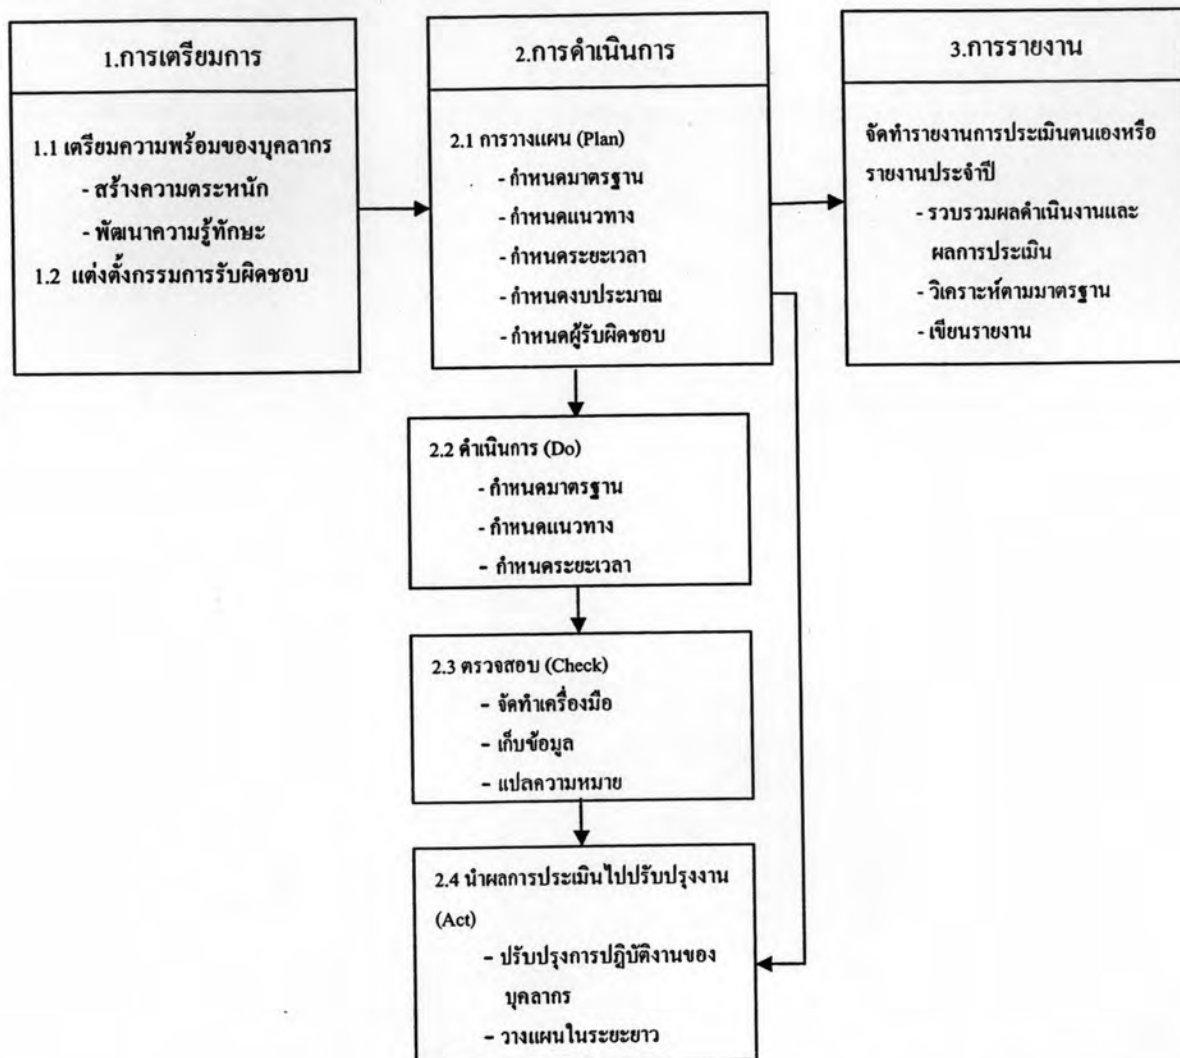 1.การเตรียมการ
1.1 เตรียมความพร้อมของบุคลากร
- สร้างความตระหนัก
- พัฒนาความรู้ทักษะ
1.2 แต่งตั้งกรรมการรับผิดชอบ
2.การดำเนินการ
2.1 การวางแผน (Plan)
- กำหนดมาตรฐาน
- กำหนดแนวทาง
- กำหนดระยะเวลา
- กำหนดงบประมาณ
- กำหนดผู้รับผิดชอบ
3.การรายงาน
จัดทำรายงานการประเมินตนเองหรือ
รายงานประจำปี
- รวบรวมผลดำเนินงานและ
ผลการประเมิน
- วิเคราะห์ตามมาตรฐาน
- เขียนรายงาน
2.2 ดำเนินการ (Do)
- กำหนดมาตรฐาน
- กำหนดแนวทาง
- กำหนดระยะเวลา
2.3 ตรวจสอบ (Check)
- จัดทำเครื่องมือ
- เก็บข้อมูล
- แปลความหมาย
2.4 นำผลการประเมินไปปรับปรุงงาน
(Act)
- ปรับปรุงการปฏิบัติงานของ
บุคลากร
- วางแผนในระยะยาว